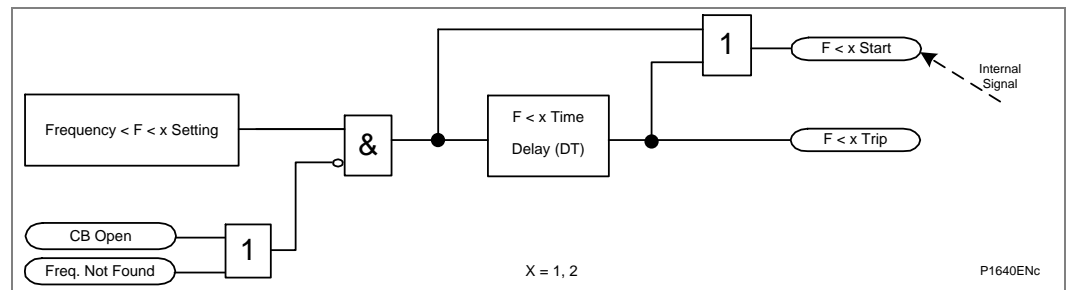 1
F < x Start
Internal
Signal
Frequency < F < x Setting
&
F < x Time
Delay (DT)
F < x Trip
CB Open
1
Freq. Not Found
X = 1, 2
P1640ENc